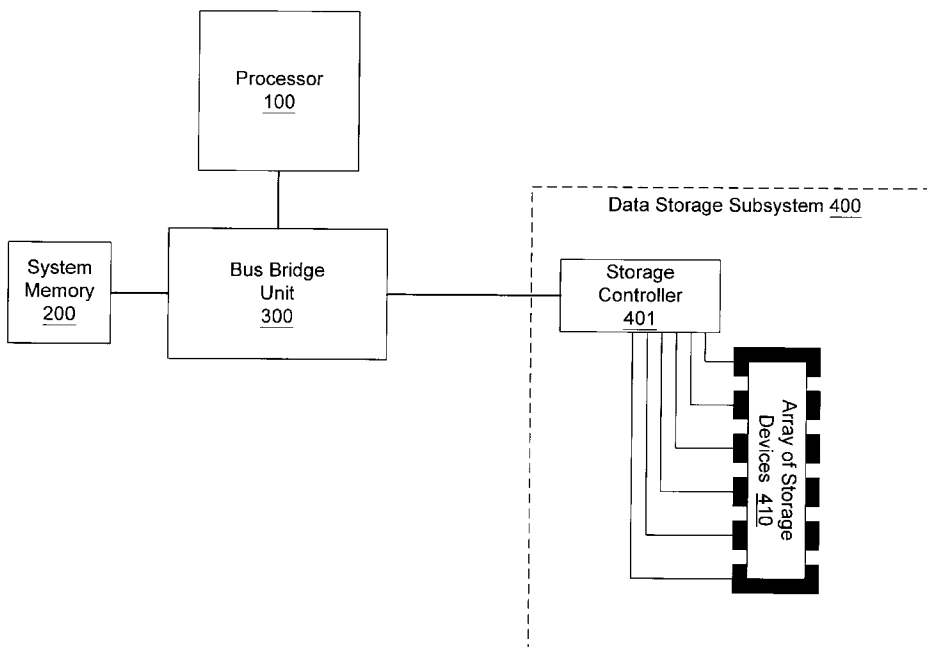 Processor
100
Data Storage Subsystem 400
System
Memory
200
Bus Bridge
Unit
300
Storage
Controller
401
Array of Storage
Devices 410